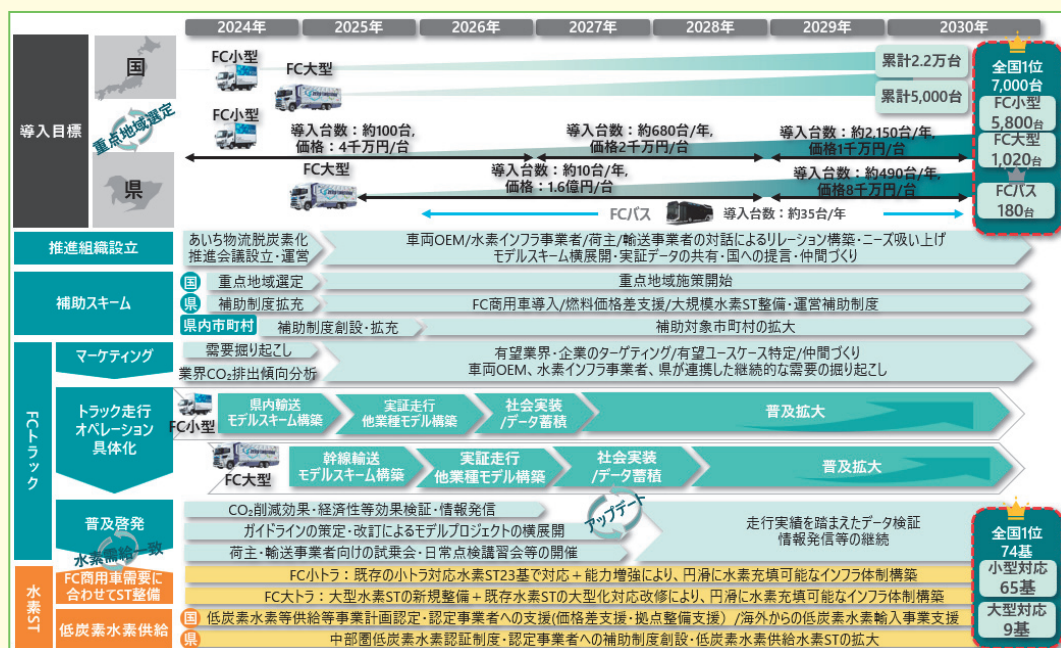 2024年
2025年
2026年
2027年
2028年
2029年
2030年
導入目標
国
重点地域選定
県
FC小型
FC大型
累計2.2万台
累計5,000台
FC小型
導入台数：約100台、
価格：4千万円/台
導入台数：約680台/年、
価格2千万円/台
導入台数：約2,150台/年、
価格1千万円/台
FC大型
導入台数：約10台/年、
価格：1.6億円/台
導入台数：約490台/年、
価格8千万円/台
FCバス
導入台数：約35台/年
全国1位
7,000台
FC小型
5,800台
FC大型
1,020台
FCバス
180台
推進組織設立
あいち物流脱炭素化
推進会議設立・運営
車両OEM/水素インフラ事業者/荷主/輸送事業者の対話によるリレーション構築・ニーズ吸い上げ
モデルスキーム横展開・実証データの共有・国への提言・仲間づくり
補助スキーム
国
重点地域選定
重点地域施策開始
県
補助制度拡充
FC商用車導入/燃料価格差支援/大規模水素ST整備・運営補助制度
県内市町村
補助制度創設・拡充
補助対象市町村の拡大
FCトラック
マーケティング
需要掘り起こし
業界CO₂排出傾向分析
有望業界・企業のターゲティング/有望ユースケース特定/仲間づくり
車両OEM、水素インフラ事業者、県が連携した継続的な需要の掘り起こし
トラック走行
オペレーション
具体化
FC小型
県内輸送
モデルスキーム構築
実証走行
他業種モデル構築
社会実装
/データ蓄積
普及拡大
FC大型
幹線輸送
モデルスキーム構築
実証走行
他業種モデル構築
社会実装
/データ蓄積
普及拡大
普及啓発
CO₂削減効果・経済性等効果検証・情報発信
ガイドラインの策定・改訂によるモデルプロジェクトの横展開
荷主・輸送事業者向けの試乗会・日常点検講習会等の開催
アップデート
走行実績を踏まえたデータ検証
情報発信等の継続
水素需給一致
水素ST
FC商用車需要に
合わせてST整備
FC小トラ：既存の小トラ対応水素ST23基で対応＋能力増強により、円滑に水素充填可能なインフラ体制構築
FC大トラ：大型水素STの新規整備＋既存水素STの大型化対応改修により、円滑に水素充填可能なインフラ体制構築
低炭素水素供給
国
低炭素水素等供給等事業計画認定・認定事業者への支援(価格差支援・拠点整備支援）/海外からの低炭素水素輸入事業支援
県
中部圏低炭素水素認証制度・認定事業者への補助制度創設・低炭素水素供給水素STの拡大
全国1位
74基
小型対応
65基
大型対応
9基